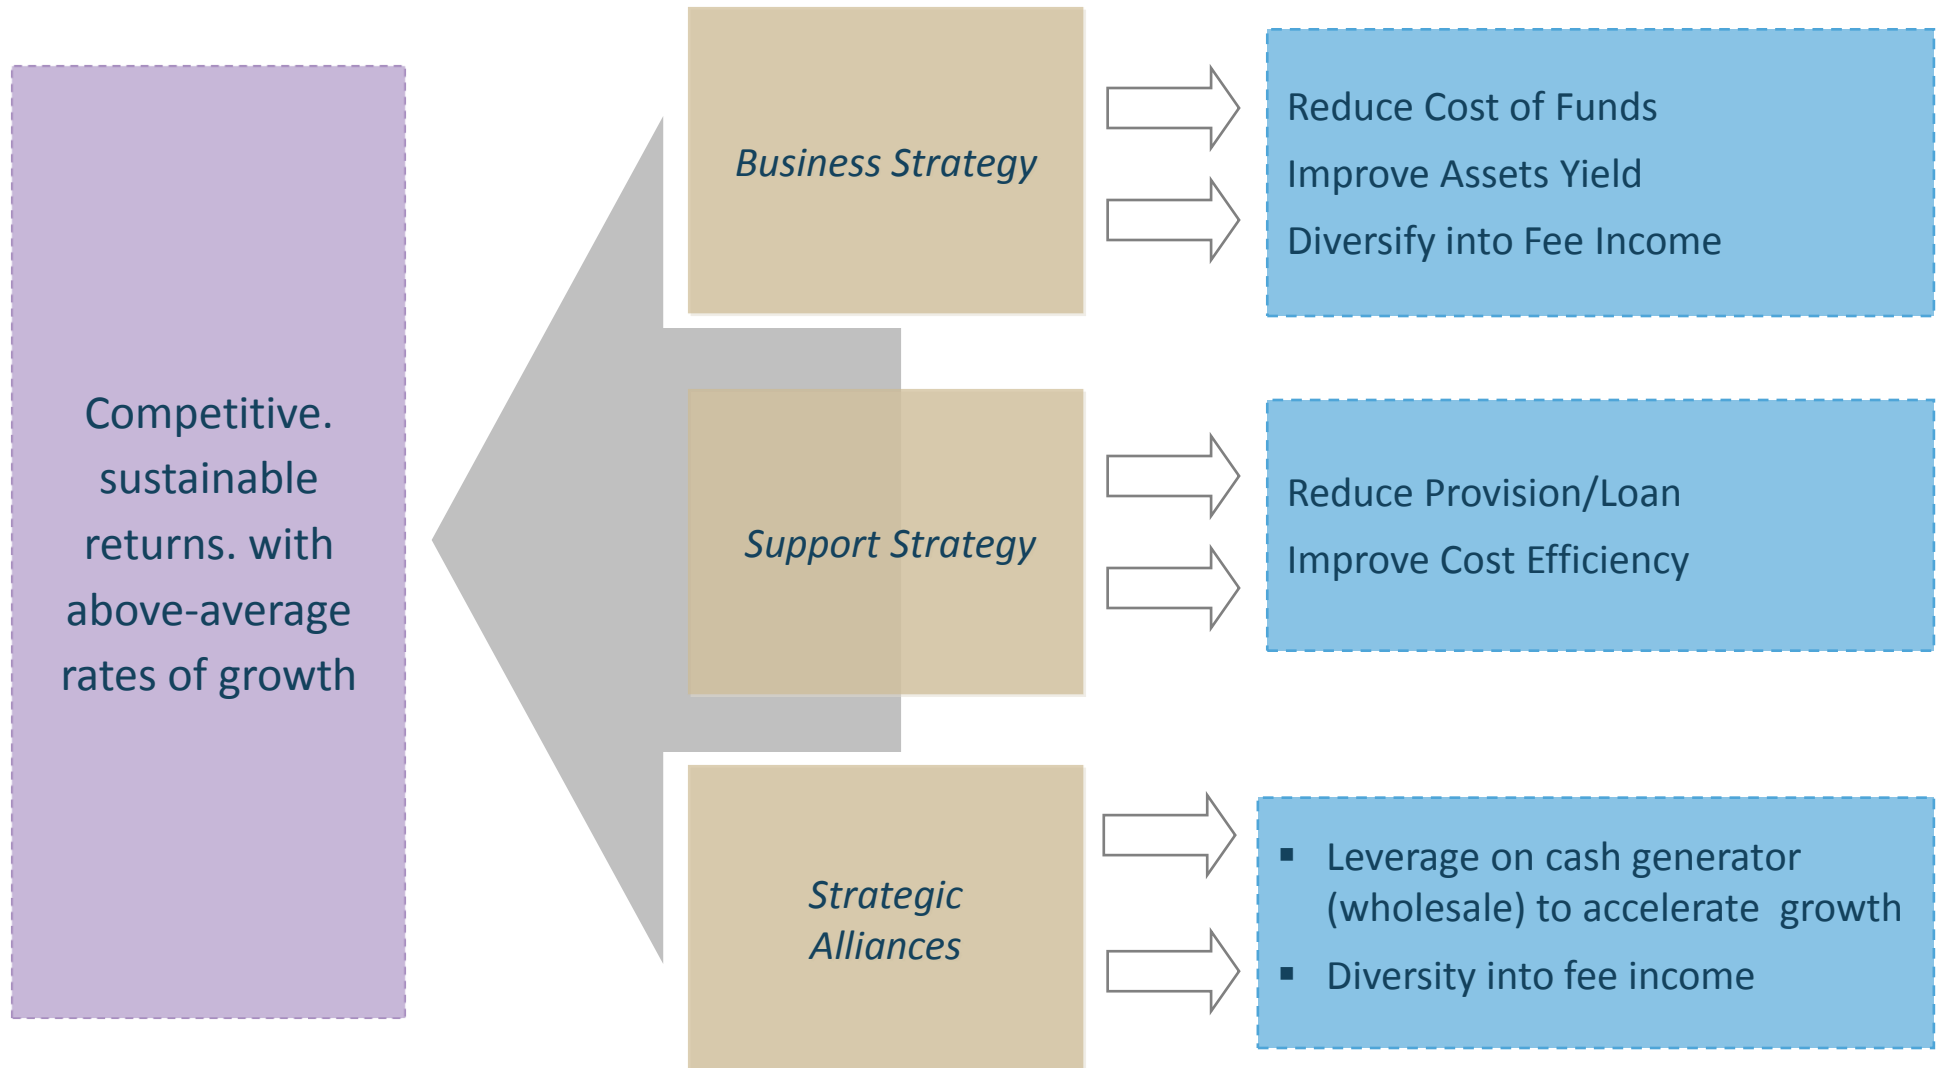 Competitive.
sustainable
returns. with
above-average
rates of growth
Business Strategy
Reduce Cost of Funds
Improve Assets Yield
Diversify into Fee Income
Support Strategy
Reduce Provision/Loan
Improve Cost Efficiency
Strategic
Alliances
▪ Leverage on cash generator
(wholesale) to accelerate  growth
▪ Diversity into fee income